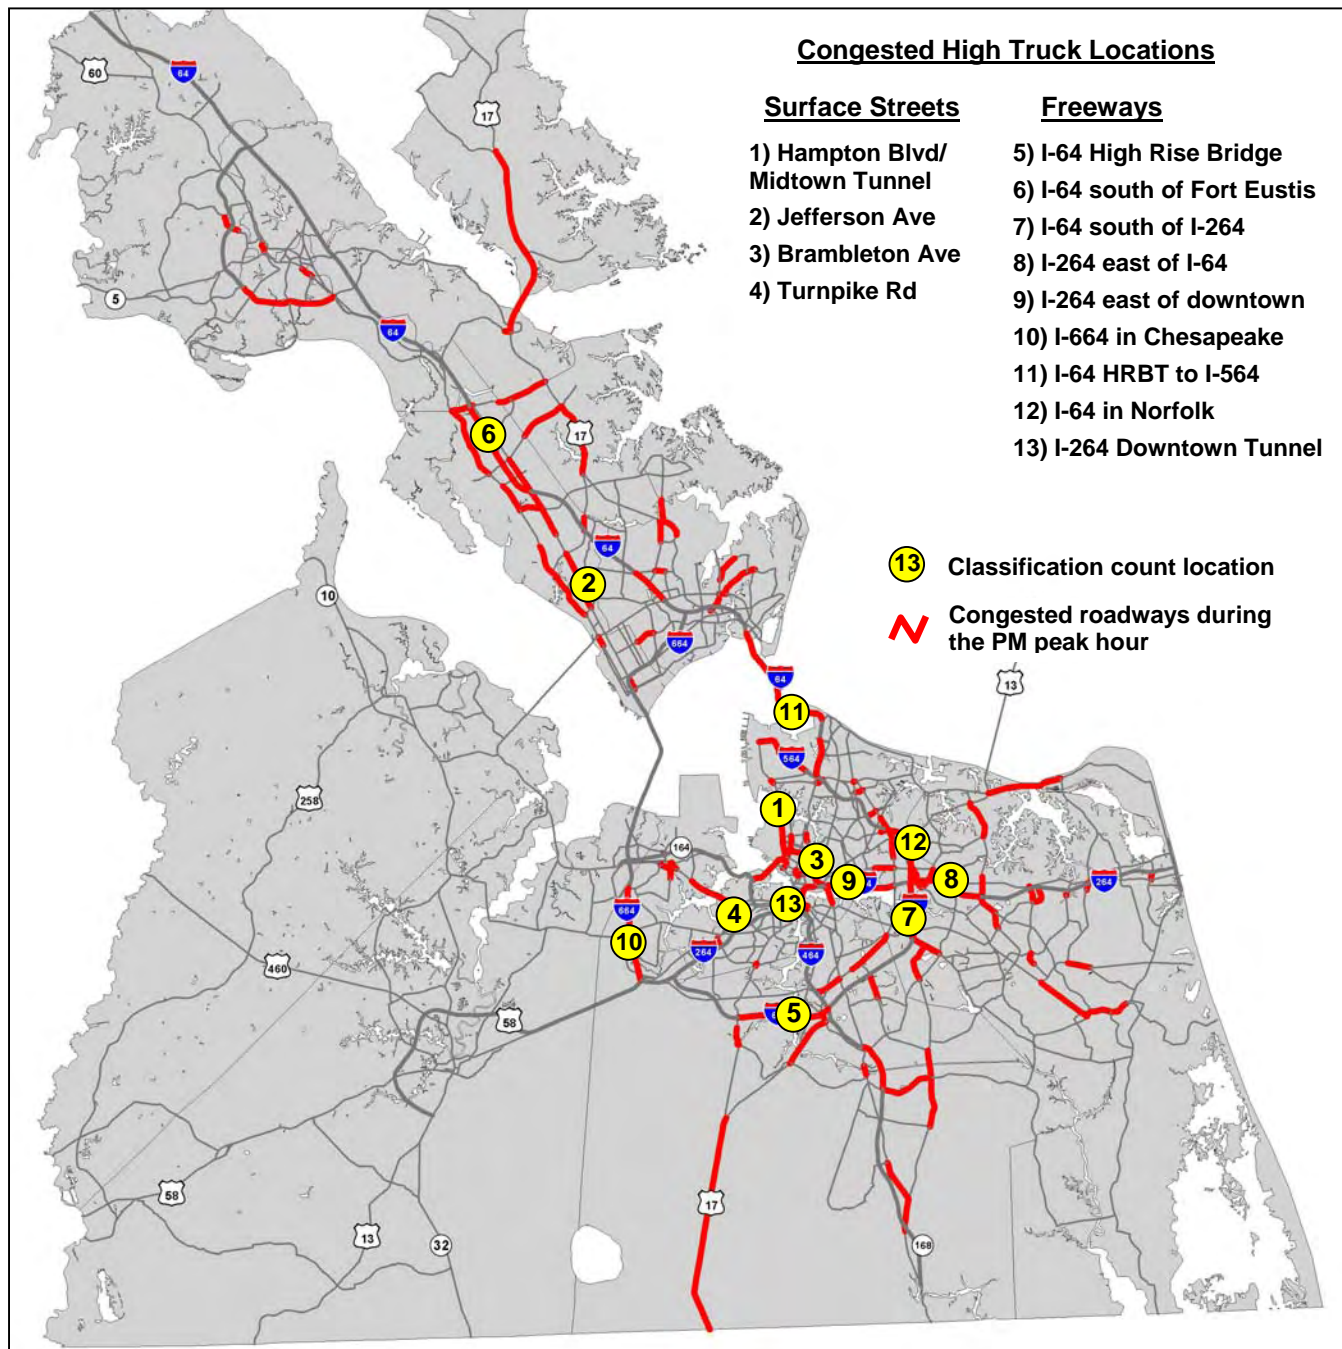 Congested High Truck Locations
Surface Streets
1) Hampton Blvd/
Midtown Tunnel
2) Jefferson Ave
3) Brambleton Ave
4) Turnpike Rd
Freeways
5) I-64 High Rise Bridge
6) I-64 south of Fort Eustis
7) I-64 south of I-264
8) I-264 east of I-64
9) I-264 east of downtown
10) I-664 in Chesapeake
11) I-64 HRBT to I-564
12) I-64 in Norfolk
13) I-264 Downtown Tunnel
13 Classification count location
Congested roadways during
the PM peak hour
60
64
17
5
64
6
17
64
2
10
664
64
13
11
564
258
1
164
12
3
9
8
264
4
13
7
664
10
264
464
460
58
5
58
17
13
32
168